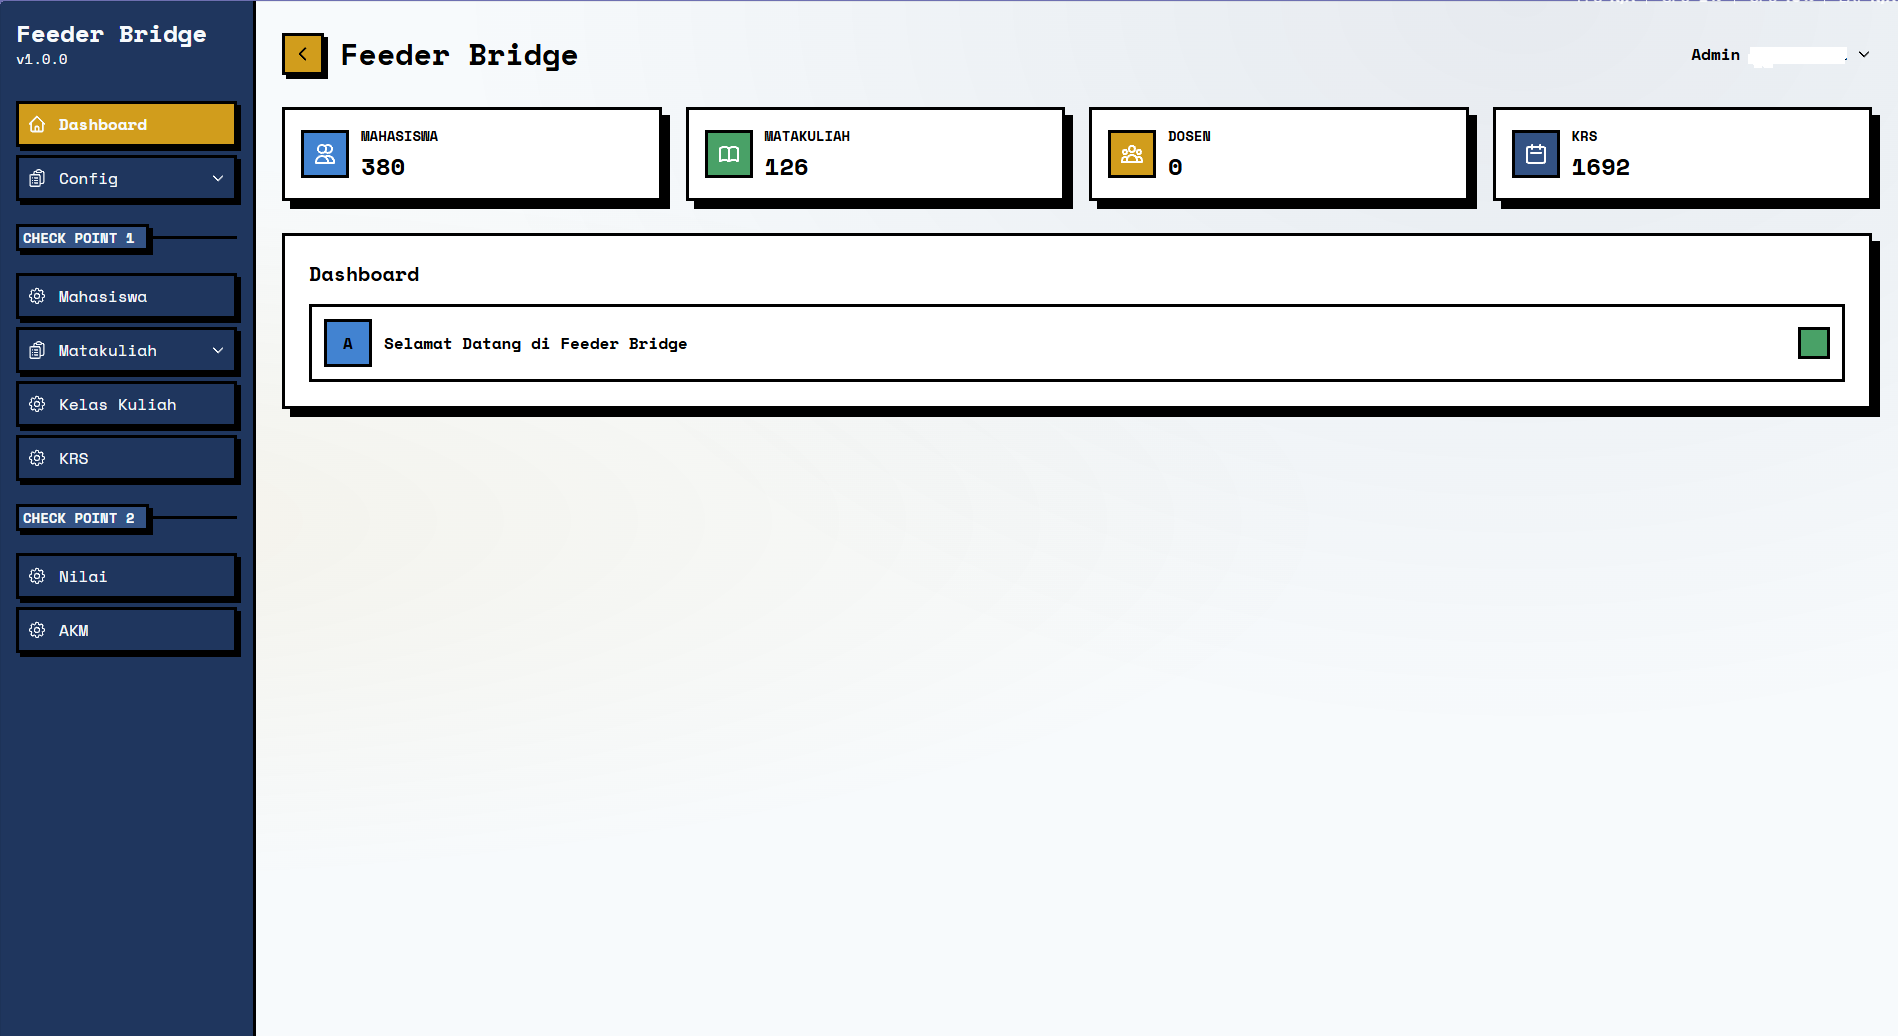 Feeder Bridge
v1.0.0
Dashboard
Config
CHECK POINT 1
Mahasiswa
Matakuliah
Kelas Kuliah
KRS
CHECK POINT 2
Nilai
AKM
Feeder Bridge
Admin
MAHASISWA
380
MATAKULIAH
126
DOSEN
0
KRS
1692
Dashboard
A
Selamat Datang di Feeder Bridge